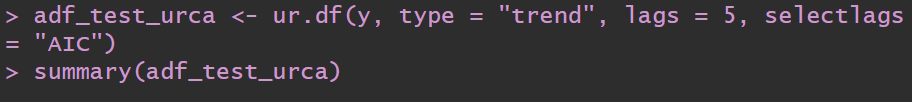 > adf_test_urca <- ur.df(y, type = "trend", lags = 5, selectlags
= "AIC")
> summary(adf_test_urca)